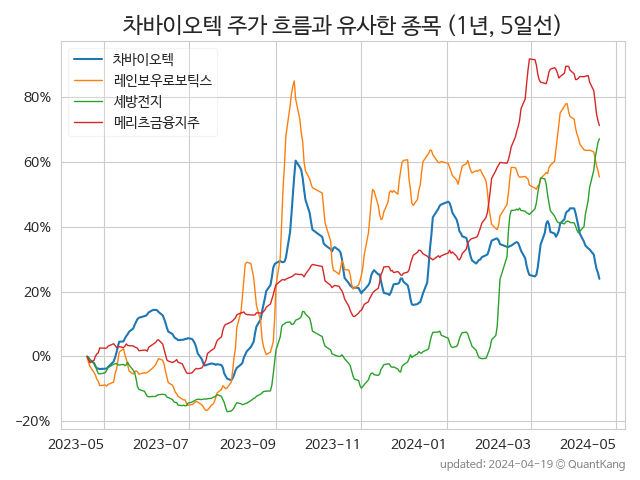 차바이오텍 주가 흐름과 유사한 종목 (1년, 5일선)
차바이오텍
레인보우로보틱스
세방전지
메리츠금융지주
80%
60%
40%
20%
0%
−20%
2023-05 2023-07 2023-09 2023-11 2024-01 2024-03 2024-05
updated: 2024-04-19 © QuantKang